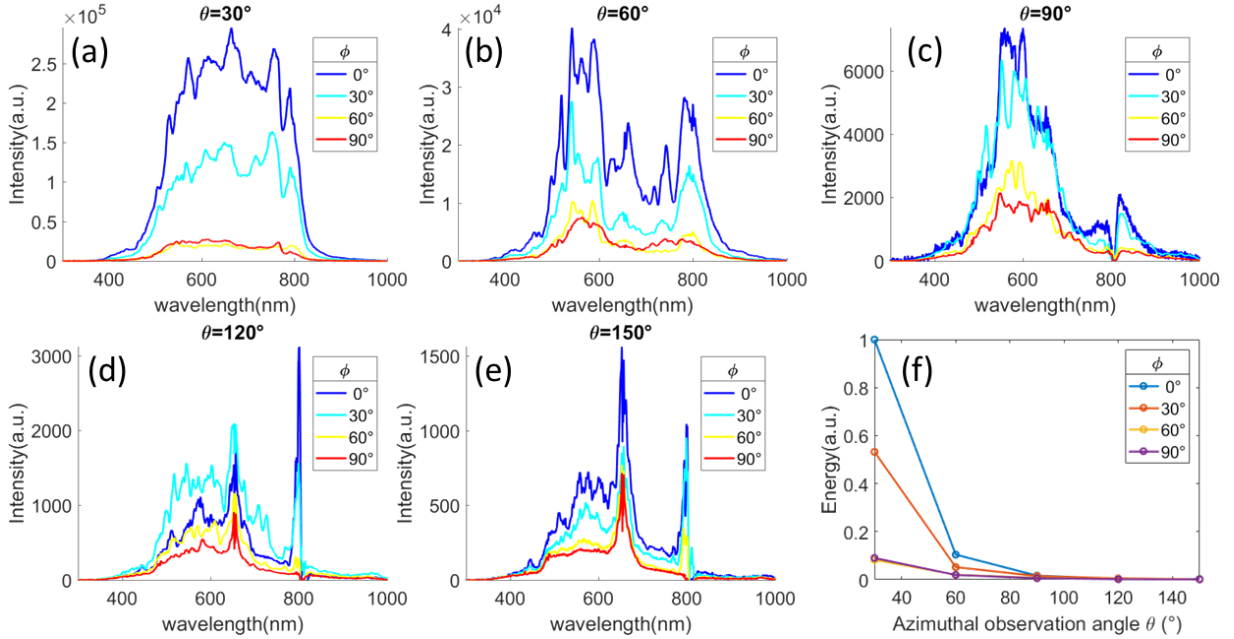 ×10⁵
θ=30°
(a)
Intensity(a.u.)
2.5
2
1.5
1
0.5
0
400
600
800
1000
wavelength(nm)
ϕ
0°
30°
60°
90°
×10⁴
θ=60°
(b)
Intensity(a.u.)
4
3
2
1
0
400
600
800
1000
wavelength(nm)
ϕ
0°
30°
60°
90°
θ=90°
(c)
Intensity(a.u.)
6000
4000
2000
0
400
600
800
1000
wavelength(nm)
ϕ
0°
30°
60°
90°
θ=120°
(d)
Intensity(a.u.)
3000
2000
1000
0
400
600
800
1000
wavelength(nm)
ϕ
0°
30°
60°
90°
θ=150°
(e)
Intensity(a.u.)
1500
1000
500
0
400
600
800
1000
wavelength(nm)
ϕ
0°
30°
60°
90°
(f)
Energy(a.u.)
1
0.8
0.6
0.4
0.2
0
40
60
80
100
120
140
Azimuthal observation angle θ (°)
ϕ
0°
30°
60°
90°